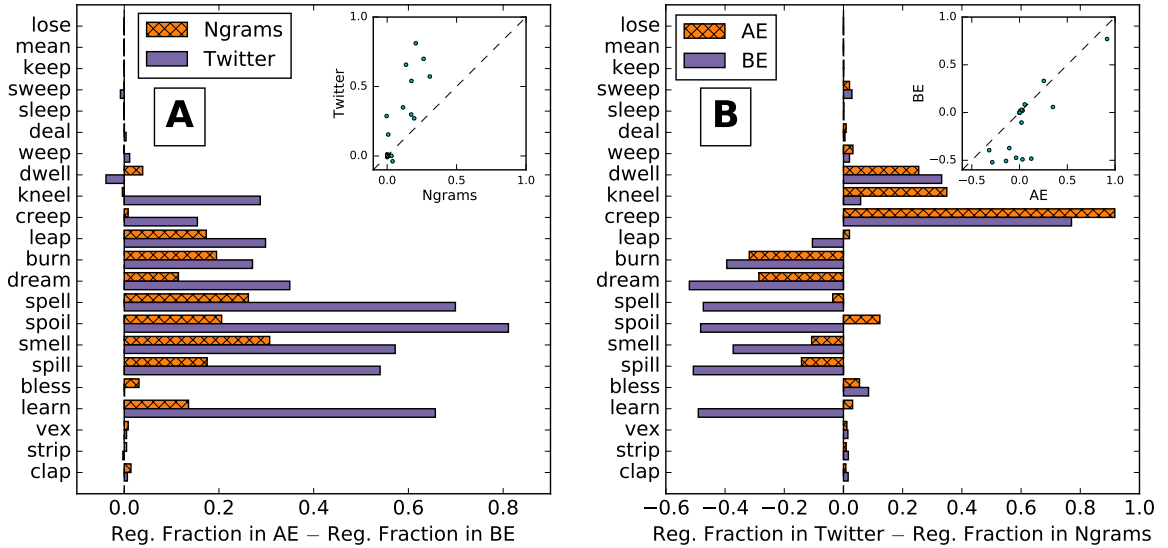 lose
mean
keep
sweep
sleep
deal
weep
dwell
kneel
creep
leap
burn
dream
spell
spoil
smell
spill
bless
learn
vex
strip
clap
Ngrams
Twitter
A
Twitter
1.0
0.5
0.0
0.0 0.5 1.0
Ngrams
0.0 0.2 0.4 0.6 0.8
Reg. Fraction in AE − Reg. Fraction in BE
lose
mean
keep
sweep
sleep
deal
weep
dwell
kneel
creep
leap
burn
dream
spell
spoil
smell
spill
bless
learn
vex
strip
clap
AE
BE
B
BE
1.0
0.5
0.0
−0.5
−0.5 0.0 0.5 1.0
AE
−0.6 −0.4 −0.2 0.0 0.2 0.4 0.6 0.8 1.0
Reg. Fraction in Twitter − Reg. Fraction in Ngrams